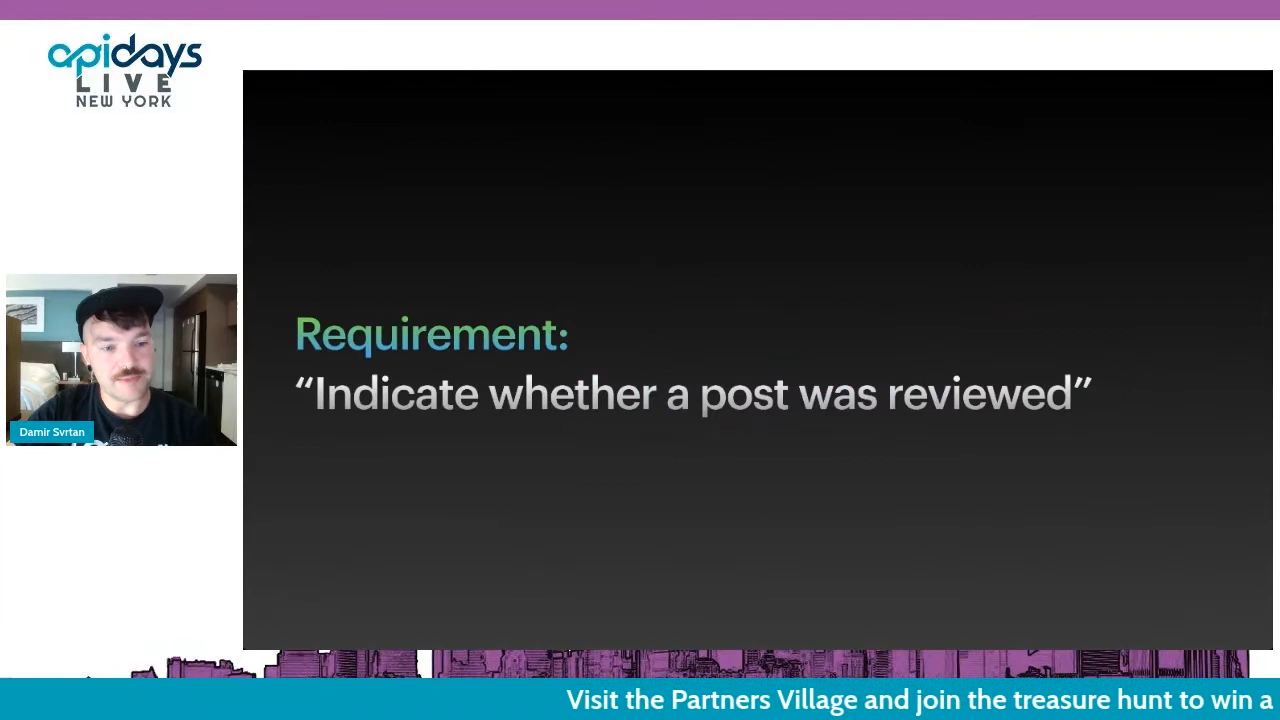 apidays
LIVE
NEW YORK
Requirement:
“Indicate whether a post was reviewed”
Damir Svrtan
Visit the Partners Village and join the treasure hunt to win a